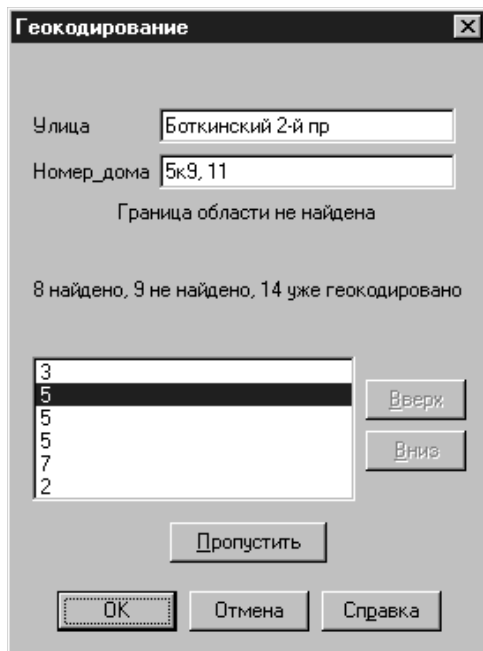 Геокодирование
Улица Боткинский 2-й пр
Номер_дома 5к9, 11
Граница области не найдена
8 найдено, 9 не найдено, 14 уже геокодировано
3
5
5
5
7
2
Вверх
Вниз
Пропустить
ОК Отмена Справка